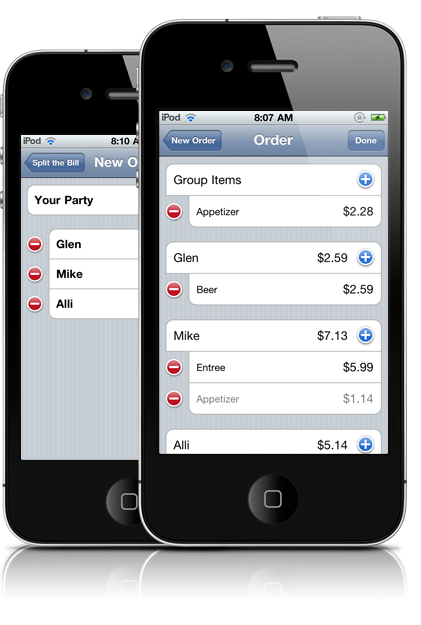 iPod 8:10 A
Split the Bill New O
Your Party
Glen
Mike
Alli
iPod 8:07 AM
New Order Order Done
Group Items
Appetizer $2.28
Glen $2.59
Beer $2.59
Mike $7.13
Entree $5.99
Appetizer $1.14
Alli $5.14